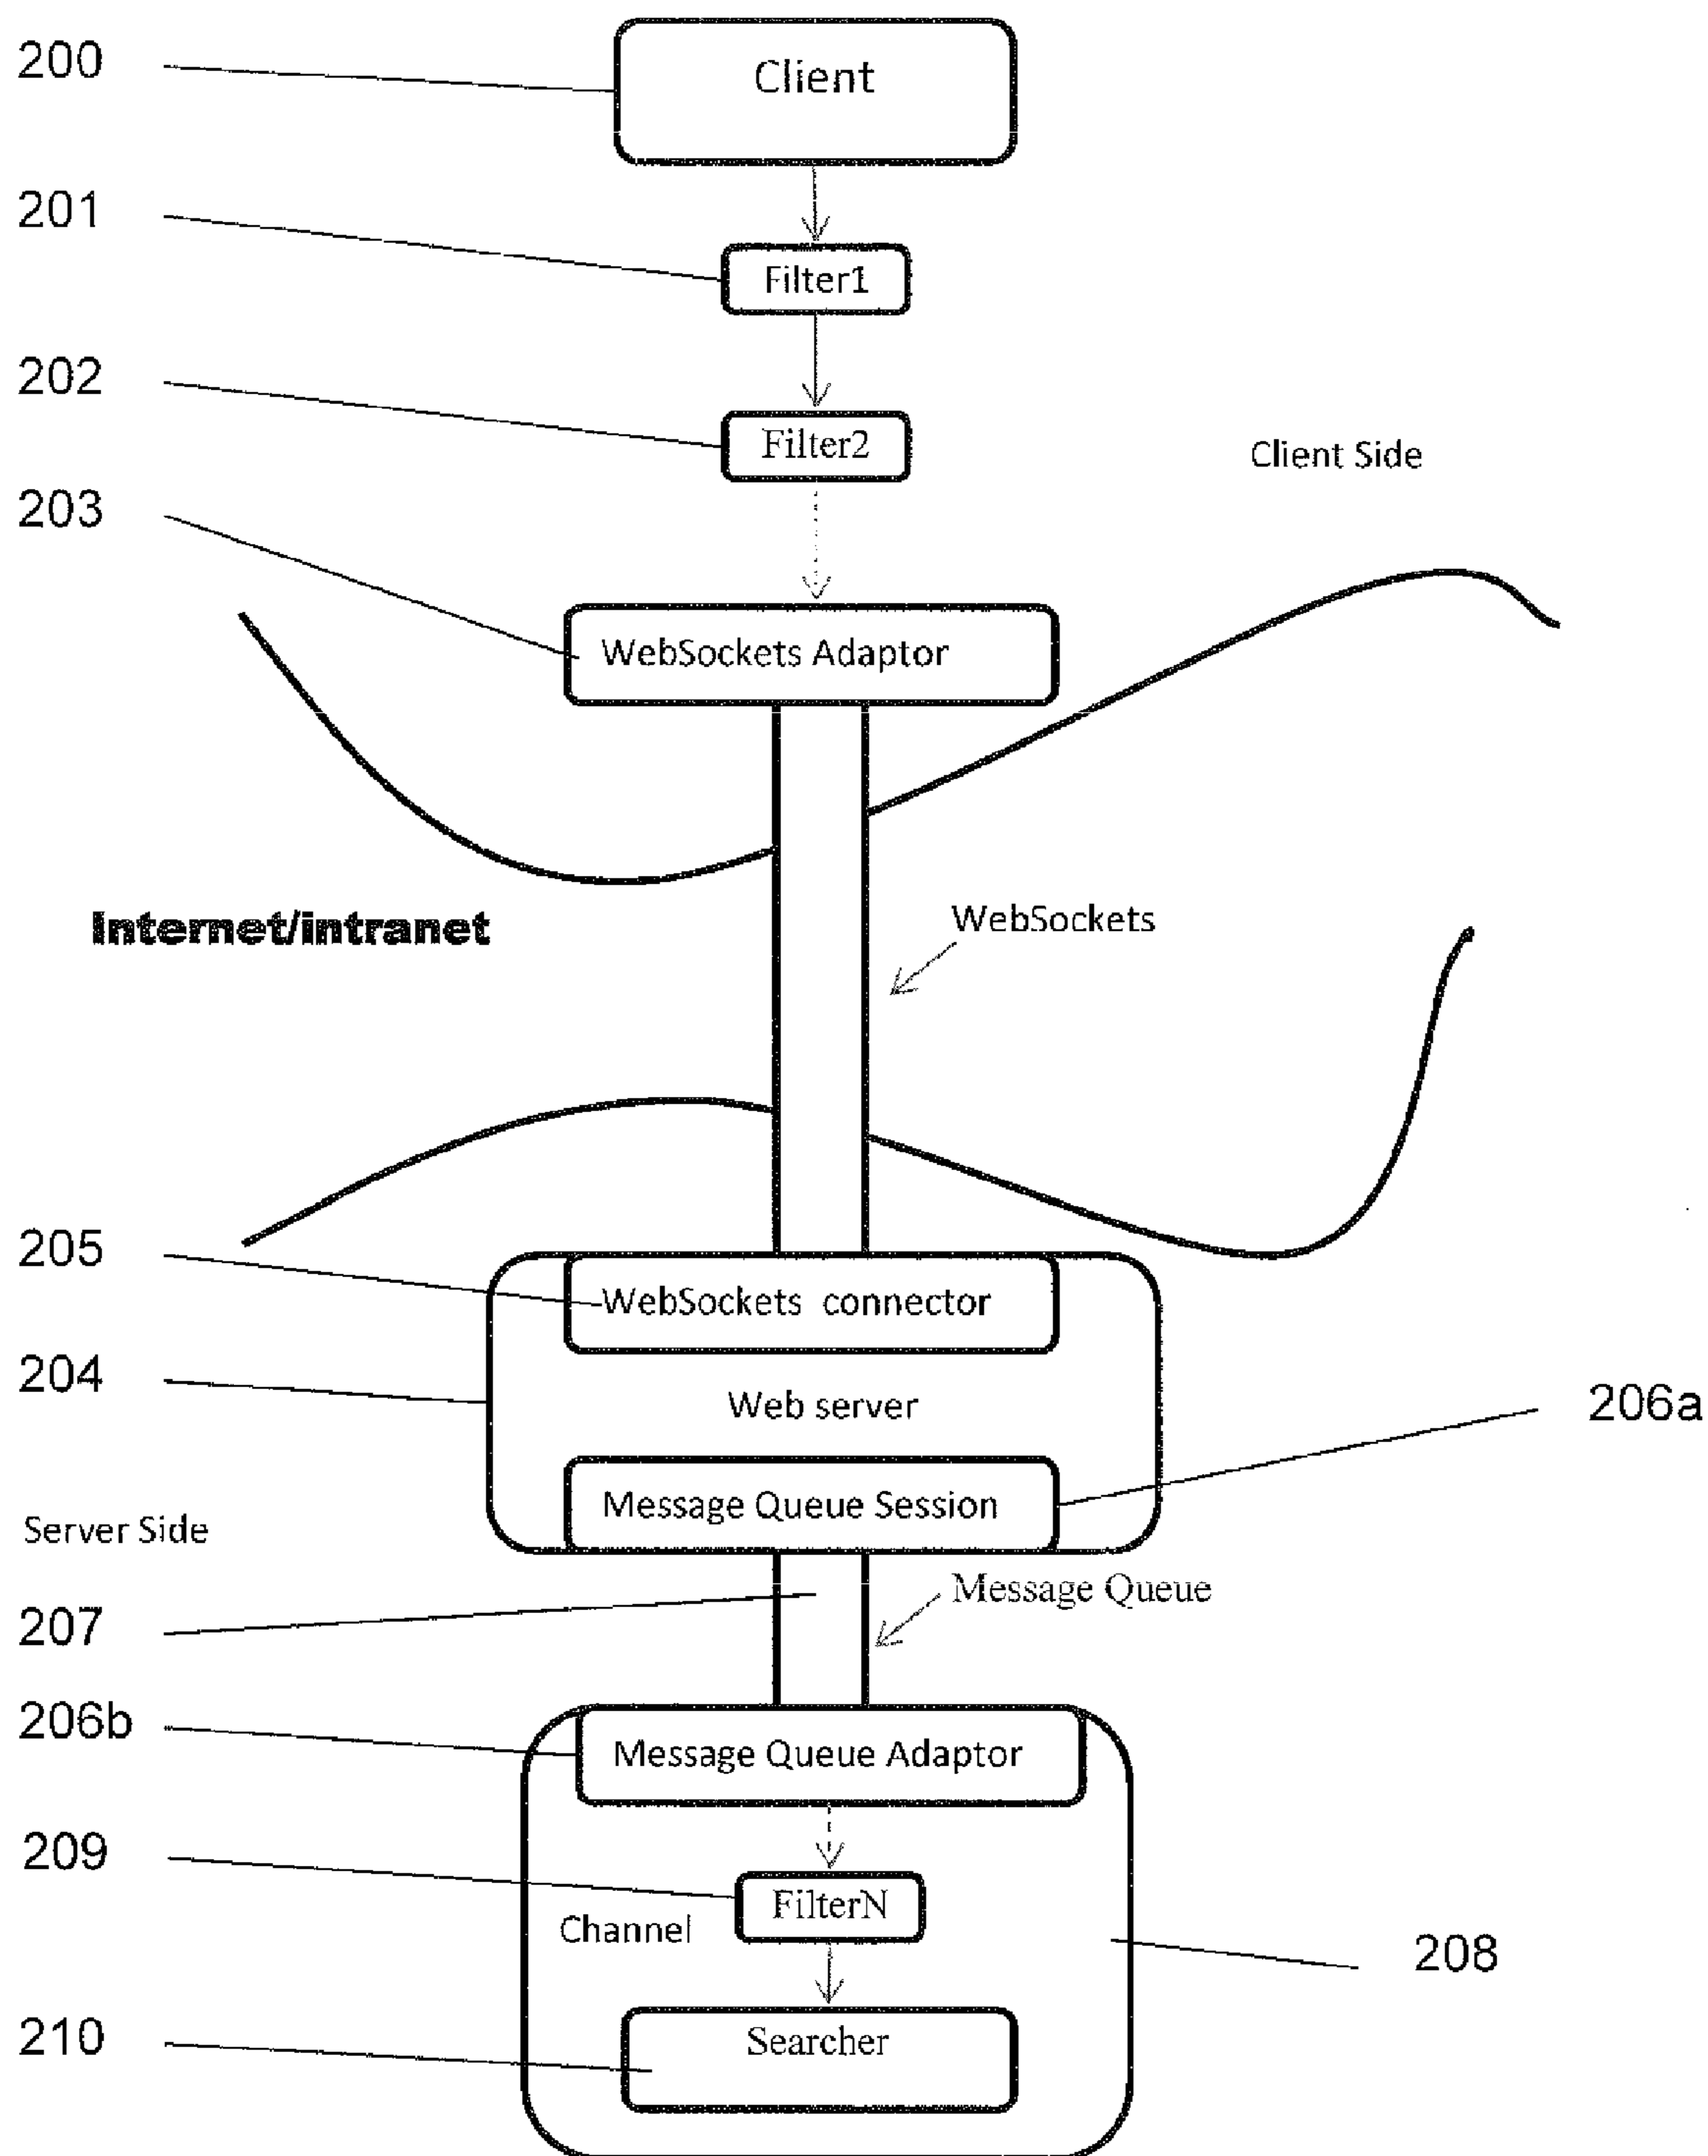 200
Client
201
Filter1
202
Filter2
Client Side
203
WebSockets Adaptor
Internet/intranet
WebSockets
205
WebSockets connector
204
Web server
206a
Message Queue Session
Server Side
Message Queue
207
206b
Message Queue Adaptor
209
FilterN
Channel
208
210
Searcher